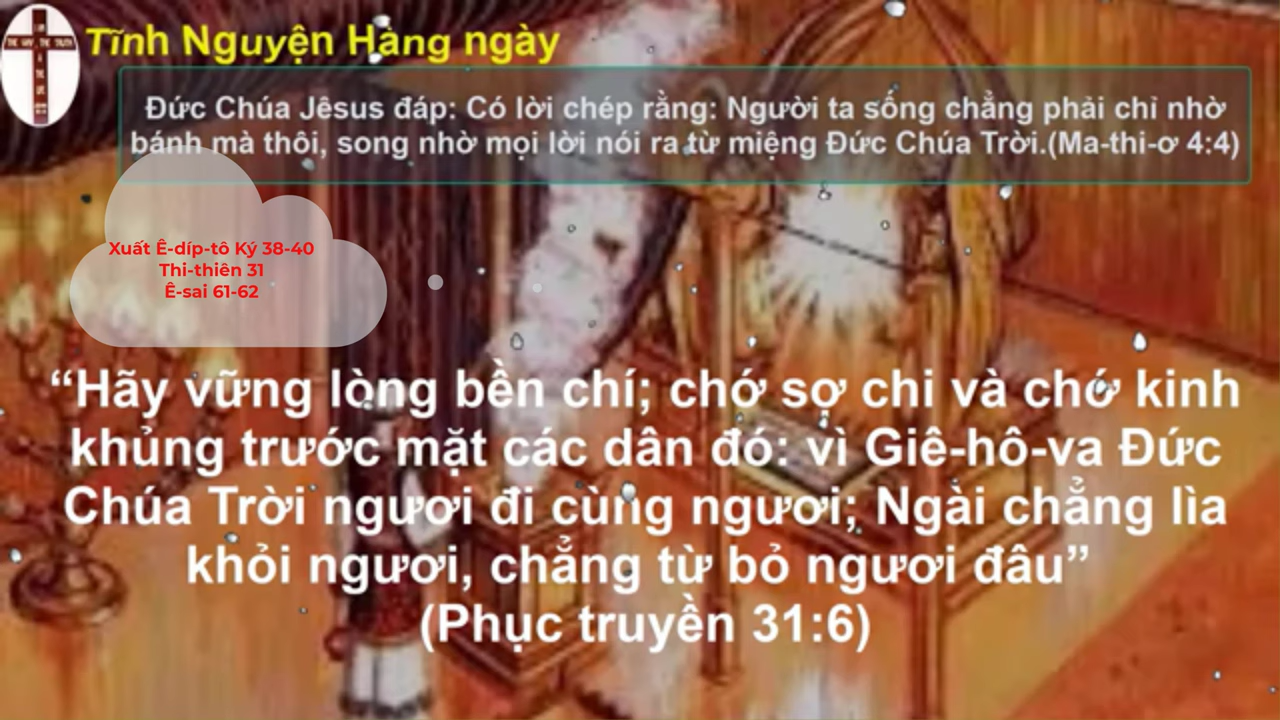 Tĩnh Nguyện Hàng ngày
Đức Chúa Jêsus đáp: Có lời chép rằng: Người ta sống chẳng phải chỉ nhờ
bánh mà thôi, song nhờ mọi lời nói ra từ miệng Đức Chúa Trời.(Ma-thi-ơ 4:4)
Xuất Ê-díp-tô Ký 38-40
Thi-thiên 31
Ê-sai 61-62
“Hãy vững lòng bền chí; chớ sợ chi và chớ kinh
khủng trước mặt các dân đó: vì Giê-hô-va Đức
Chúa Trời ngươi đi cùng ngươi; Ngài chẳng lìa
khỏi ngươi, chẳng từ bỏ ngươi đâu”
(Phục truyền 31:6)